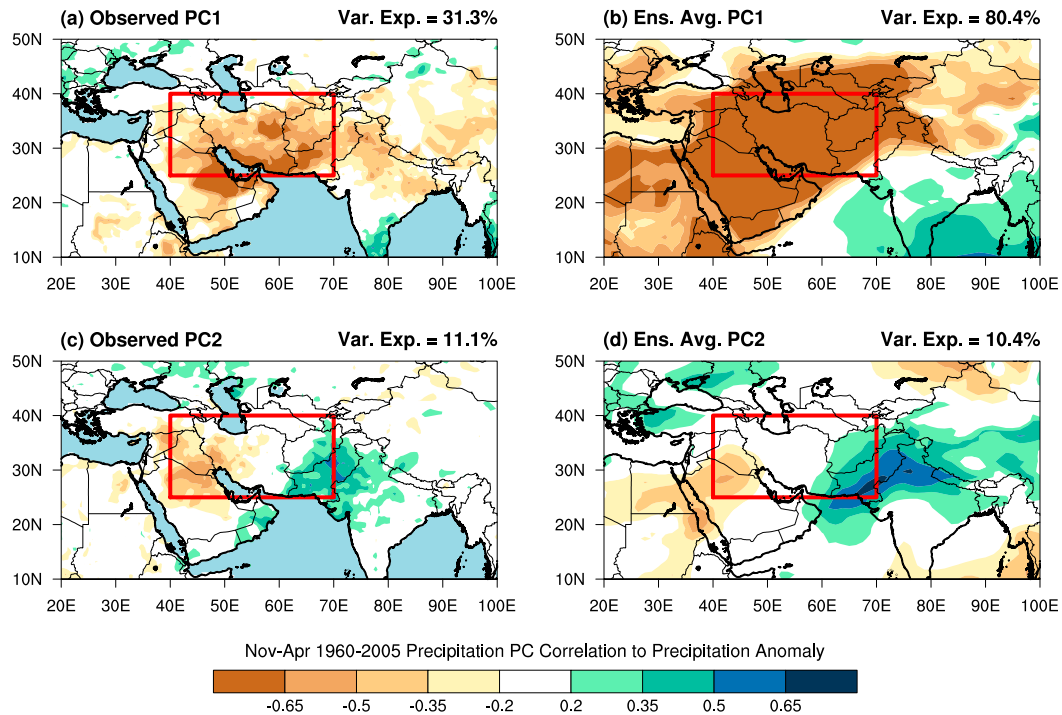 (a) Observed PC1 Var. Exp. = 31.3%
50N
40N
30N
20N
10N
20E 30E 40E 50E 60E 70E 80E 90E 100E
(b) Ens. Avg. PC1 Var. Exp. = 80.4%
50N
40N
30N
20N
10N
20E 30E 40E 50E 60E 70E 80E 90E 100E
(c) Observed PC2 Var. Exp. = 11.1%
50N
40N
30N
20N
10N
20E 30E 40E 50E 60E 70E 80E 90E 100E
(d) Ens. Avg. PC2 Var. Exp. = 10.4%
50N
40N
30N
20N
10N
20E 30E 40E 50E 60E 70E 80E 90E 100E
Nov-Apr 1960-2005 Precipitation PC Correlation to Precipitation Anomaly
-0.65 -0.5 -0.35 -0.2 0.2 0.35 0.5 0.65